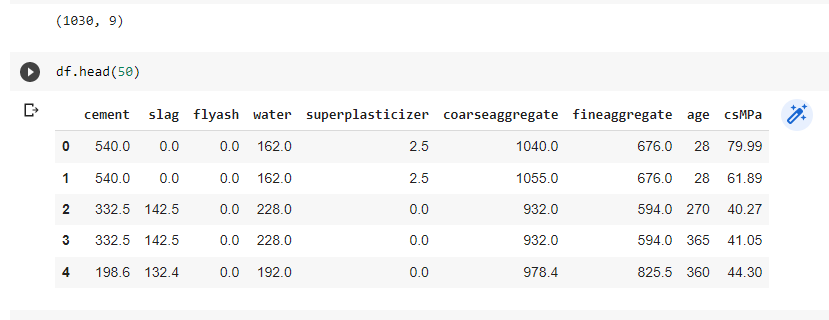 (1030, 9)
df.head(50)
cement slag flyash water superplasticizer coarseaggregate fineaggregate age csMPa
0 540.0 0.0 0.0 162.0 2.5 1040.0 676.0 28 79.99
1 540.0 0.0 0.0 162.0 2.5 1055.0 676.0 28 61.89
2 332.5 142.5 0.0 228.0 0.0 932.0 594.0 270 40.27
3 332.5 142.5 0.0 228.0 0.0 932.0 594.0 365 41.05
4 198.6 132.4 0.0 192.0 0.0 978.4 825.5 360 44.30